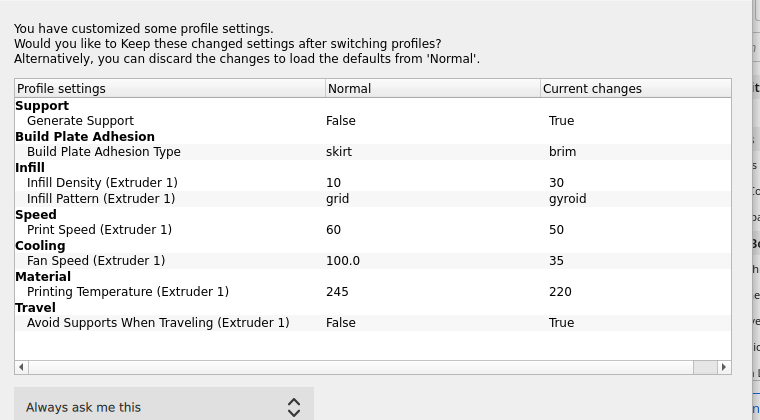 You have customized some profile settings.
Would you like to Keep these changed settings after switching profiles?
Alternatively, you can discard the changes to load the defaults from 'Normal'.
Profile settings Normal Current changes
Support
Generate Support False True
Build Plate Adhesion
Build Plate Adhesion Type skirt brim
Infill
Infill Density (Extruder 1) 10 30
Infill Pattern (Extruder 1) grid gyroid
Speed
Print Speed (Extruder 1) 60 50
Cooling
Fan Speed (Extruder 1) 100.0 35
Material
Printing Temperature (Extruder 1) 245 220
Travel
Avoid Supports When Traveling (Extruder 1) False True
Always ask me this